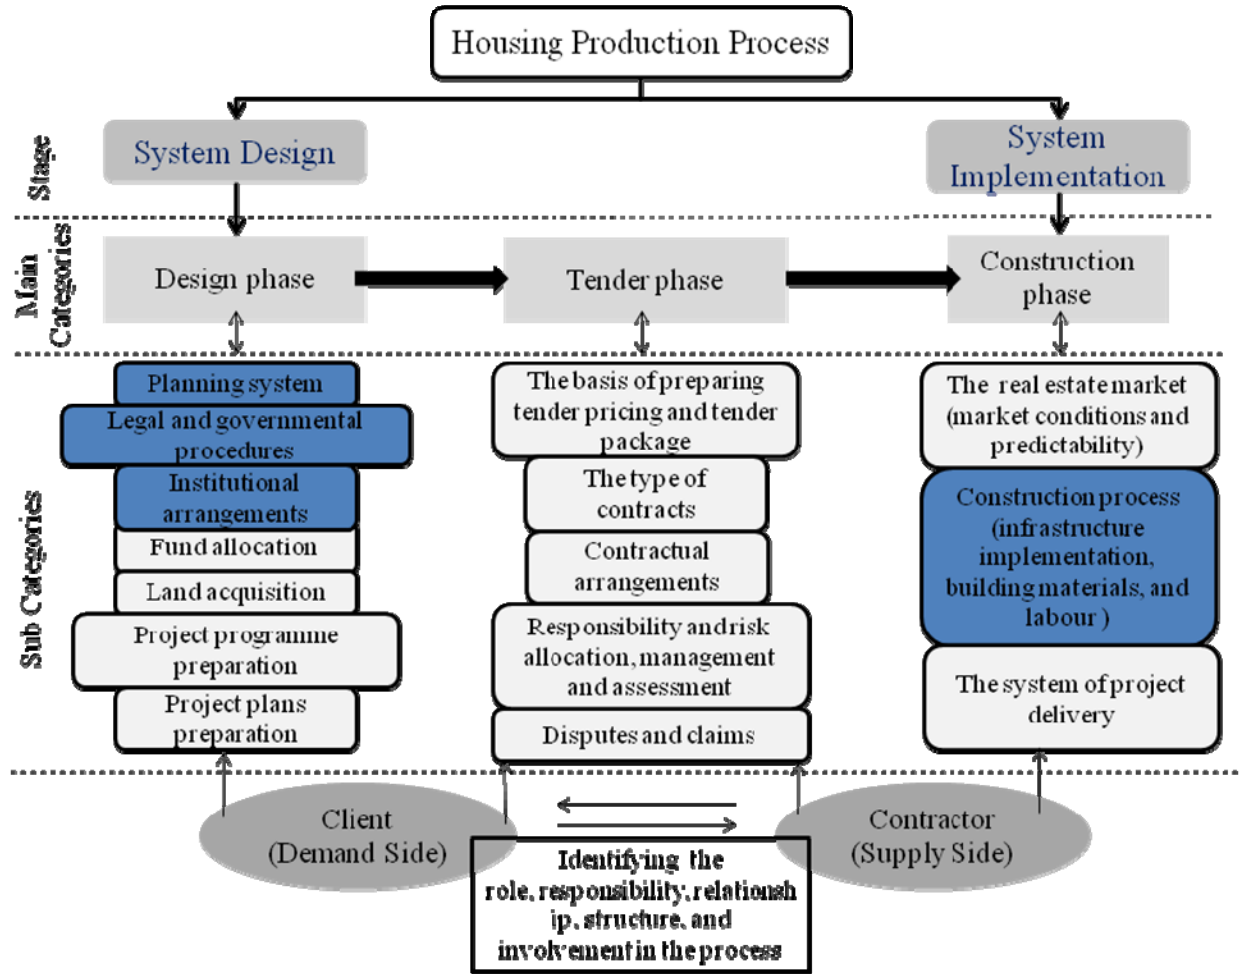 Housing Production Process
Stage
System Design
System
Implementation
Main
Categories
Design phase
Tender phase
Construction
phase
Sub Categories
Planning system
Legal and governmental
procedures
Institutional
arrangements
Fund allocation
Land acquisition
Project programme
preparation
Project plans
preparation
The basis of preparing
tender pricing and tender
package
The type of
contracts
Contractual
arrangements
Responsibility and risk
allocation, management
and assessment
Disputes and claims
The real estate market
(market conditions and
predictability)
Construction process
(infrastructure
implementation,
building materials, and
labour )
The system of project
delivery
Client
(Demand Side)
Contractor
(Supply Side)
Identifying the
role, responsibility, relationsh
ip, structure, and
involvement in the process